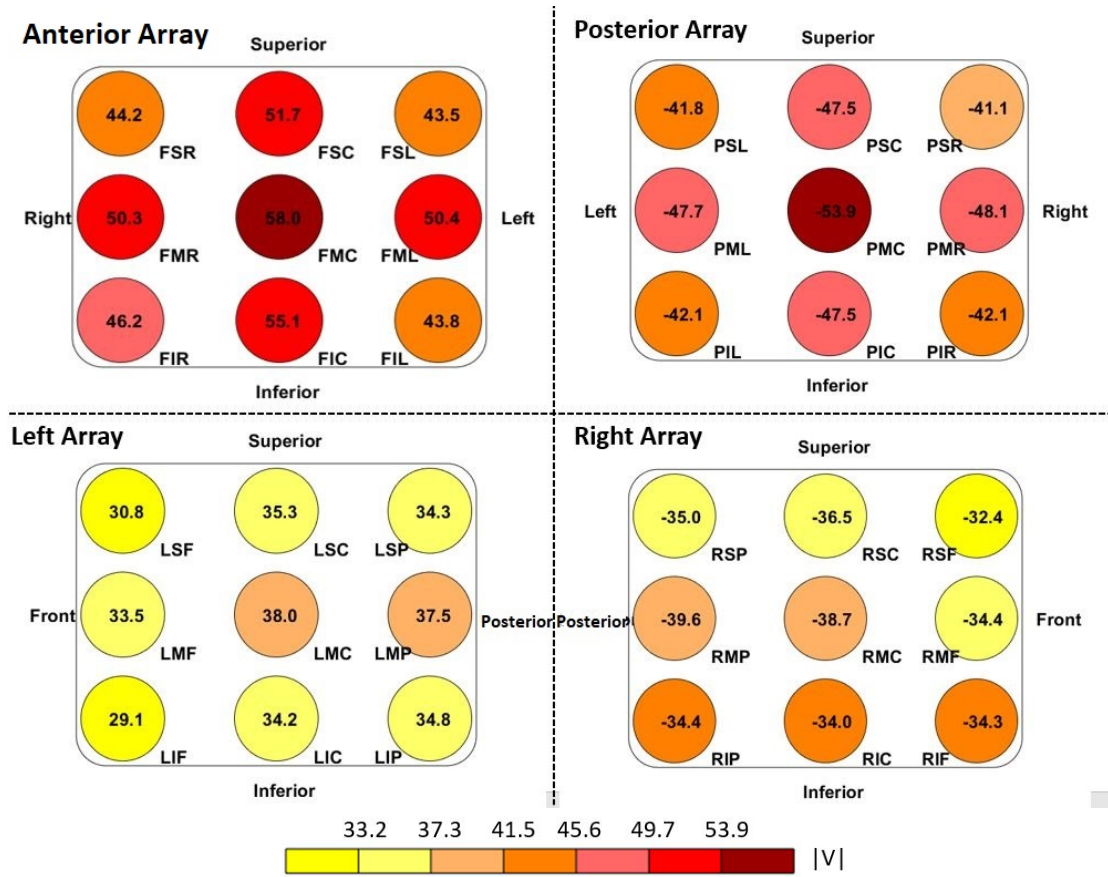 Anterior Array
Superior
44.2 51.7 43.5
FSR FSC FSL
Right 50.3 58.0 50.4 Left
FMR FMC FML
46.2 55.1 43.8
FIR FIC FIL
Inferior
Posterior Array
Superior
-41.8 -47.5 -41.1
PSL PSC PSR
Left -47.7 -53.9 -48.1 Right
PML PMC PMR
-42.1 -47.5 -42.1
PIL PIC PIR
Inferior
Left Array
Superior
30.8 35.3 34.3
LSF LSC LSP
Front 33.5 38.0 37.5 Posterior
LMF LMC LMP
29.1 34.2 34.8
LIF LIC LIP
Inferior
Right Array
Superior
-35.0 -36.5 -32.4
RSP RSC RSF
Posterior -39.6 -38.7 -34.4 Front
RMP RMC RMF
-34.4 -34.0 -34.3
RIP RIC RIF
Inferior
33.2 37.3 41.5 45.6 49.7 53.9
|V|